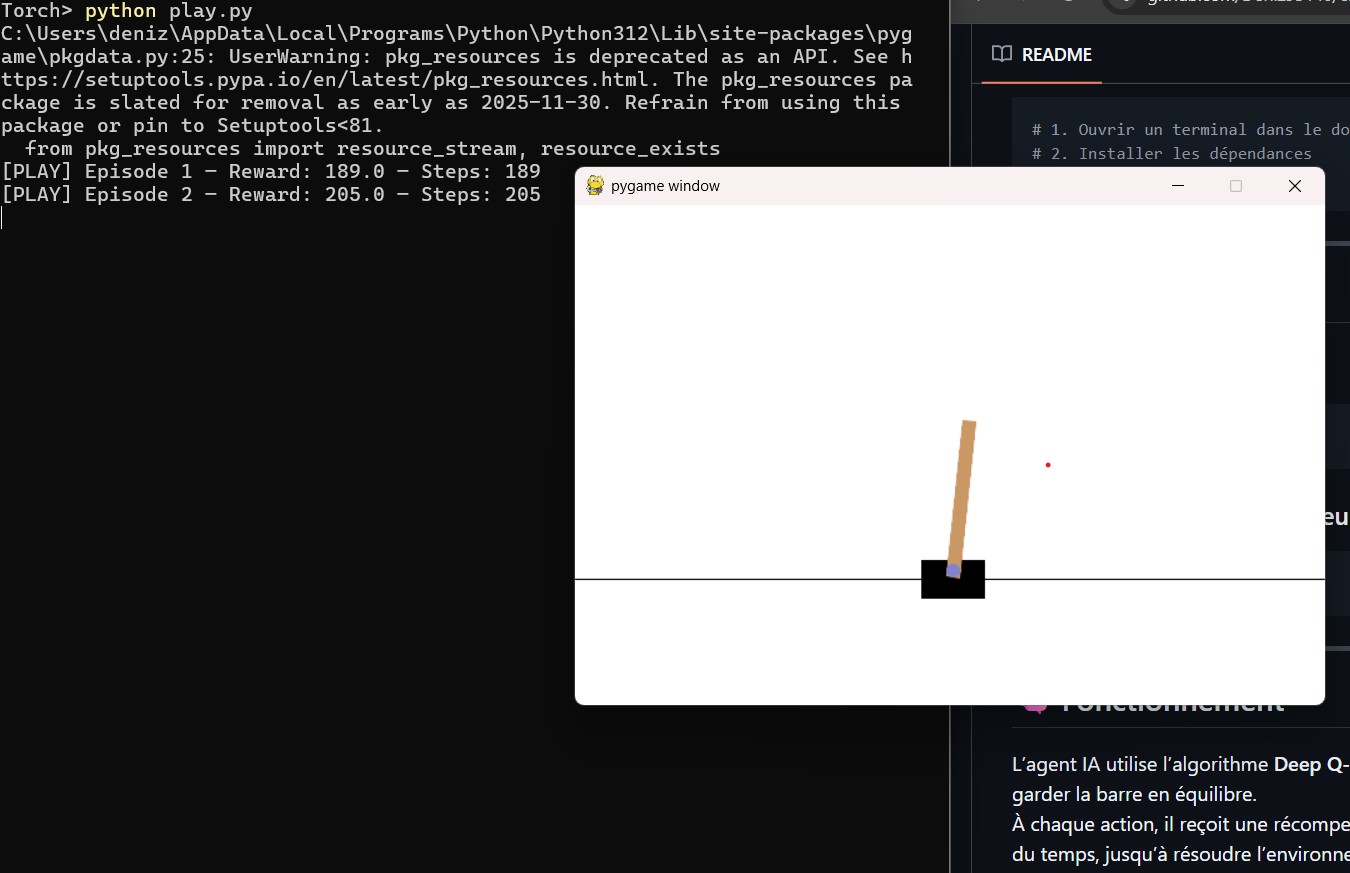 Torch> python play.py
C:\Users\deniz\AppData\Local\Programs\Python\Python312\Lib\site-packages\pyg
ame\pkgdata.py:25: UserWarning: pkg_resources is deprecated as an API. See h
ttps://setuptools.pypa.io/en/latest/pkg_resources.html. The pkg_resources pa
ckage is slated for removal as early as 2025-11-30. Refrain from using this
package or pin to Setuptools<81.
from pkg_resources import resource_stream, resource_exists
[PLAY] Episode 1 — Reward: 189.0 — Steps: 189
[PLAY] Episode 2 — Reward: 205.0 — Steps: 205
pygame window
README
# 1. Ouvrir un terminal dans le do
# 2. Installer les dépendances
eu
Fonctionnement
L'agent IA utilise l'algorithme Deep Q-
garder la barre en équilibre.
À chaque action, il reçoit une récompe
du temps, jusqu'à résoudre l'environne